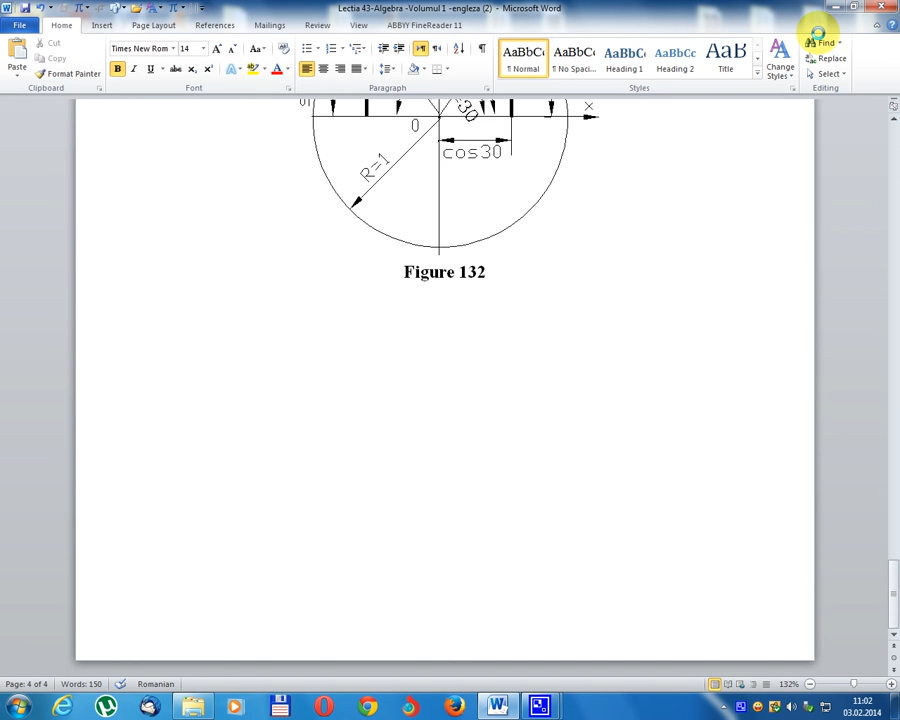 Lectia 43-Algebra -Volumul 1 -engleza (2) - Microsoft Word
File Home Insert Page Layout References Mailings Review View ABBYY FineReader 11
Cut
Copy
Paste
Format Painter
Clipboard
Times New Rom 14
Font
Paragraph
AaBbCc AaBbCc AaBbC AaBbCc AaB
¶ Normal ¶ No Spaci... Heading 1 Heading 2 Title
Change Styles
Styles
Find
Replace
Select
Editing
30
x
0
cos30
R=1
Figure 132
Page: 4 of 4 Words: 150 Romanian 132%
11:02
03.02.2014